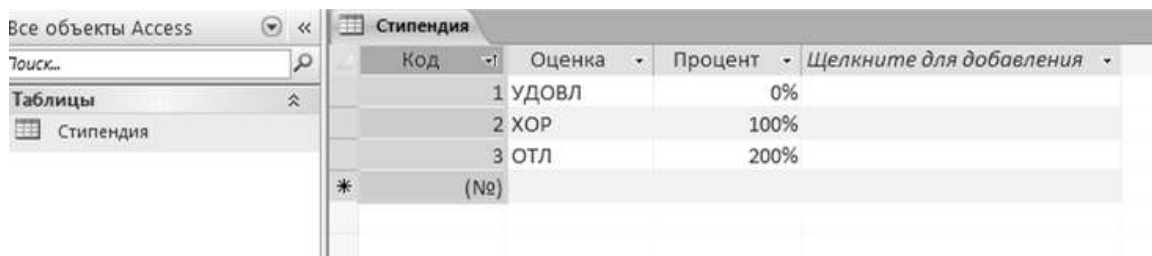 Все объекты Access
Поиск...
Таблицы
Стипендия
Стипендия
Код Оценка Процент Щелкните для добавления
1 УДОВЛ 0%
2 ХОР 100%
3 ОТЛ 200%
(№)